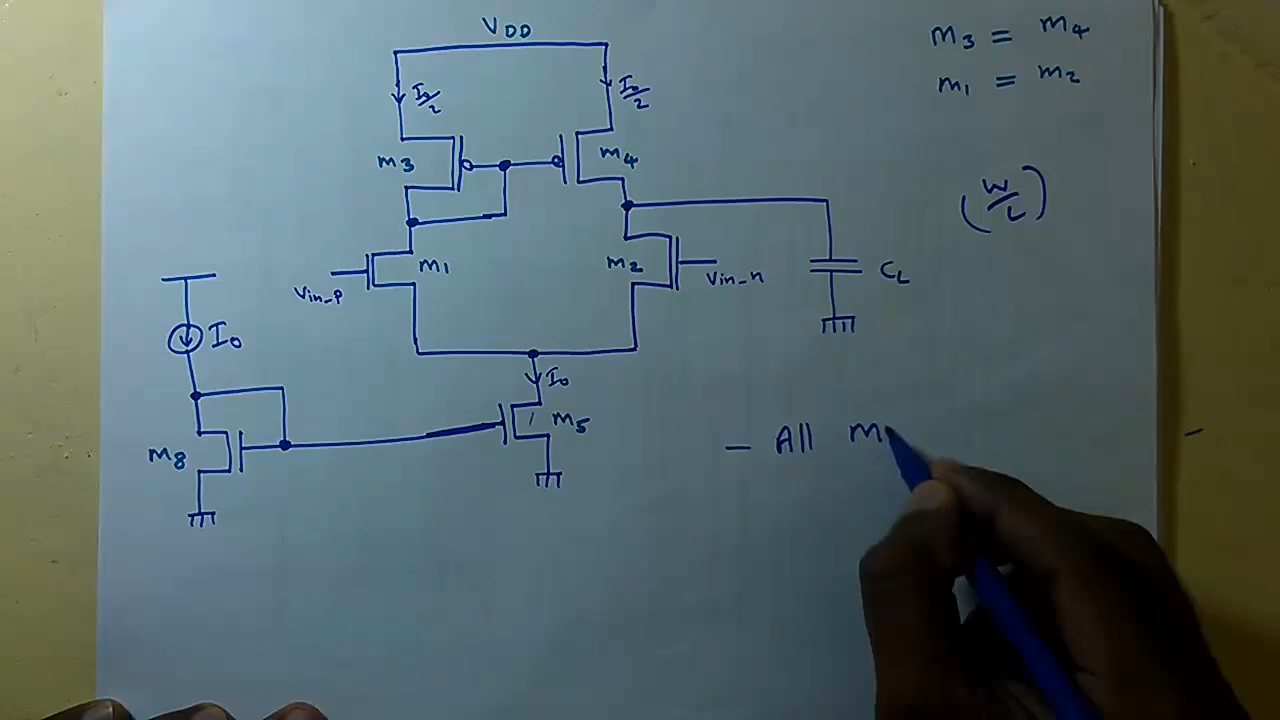 VDD
m3 = m4
m1 = m2
I0/2
I0/2
m3
m4
(W/L)
m1
m2
Vin_p
Vin_n
CL
I0
I0
M5
M8
- All M